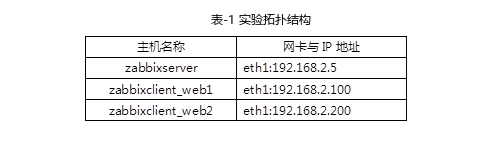 表-1 实验拓扑结构
主机名称 网卡与 IP 地址
zabbixserver eth1:192.168.2.5
zabbixclient_web1 eth1:192.168.2.100
zabbixclient_web2 eth1:192.168.2.200